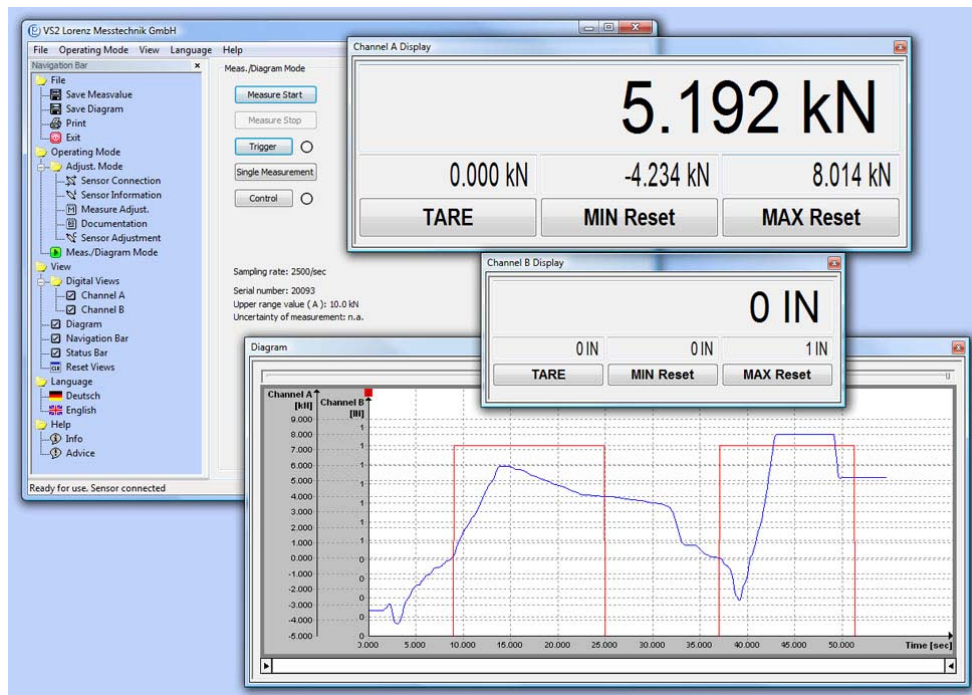 VS2 Lorenz Messtechnik GmbH
File Operating Mode View Language Help
Navigation Bar x
File
Save Measvalue
Save Diagram
Print
Exit
Operating Mode
Adjust. Mode
Sensor Connection
Sensor Information
Measure Adjust.
Documentation
Sensor Adjustment
Meas./Diagram Mode
View
Digital Views
Channel A
Channel B
Diagram
Navigation Bar
Status Bar
Reset Views
Language
Deutsch
English
Help
Info
Advice
Ready for use. Sensor connected
Meas./Diagram Mode
Measure Start
Measure Stop
Trigger
Single Measurement
Control
Sampling rate: 2500/sec
Serial number: 20093
Upper range value ( A ): 10.0 kN
Uncertainty of measurement: n.a.
Channel A Display
5.192 kN
0.000 kN -4.234 kN 8.014 kN
TARE MIN Reset MAX Reset
Channel B Display
0 IN
0 IN 0 IN 1 IN
TARE MIN Reset MAX Reset
Diagram
Channel A
[kN]
Channel B
[IN]
9.000
8.000
7.000
6.000
5.000
4.000
3.000
2.000
1.000
0.000
-1.000
-2.000
-3.000
-4.000
-5.000
1
1
1
1
1
1
0
0
0
0
0.000 5.000 10.000 15.000 20.000 25.000 30.000 35.000 40.000 45.000 50.000 Time [sec]